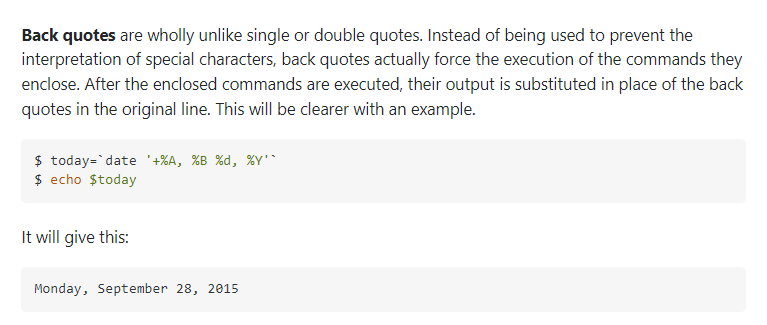 Back quotes are wholly unlike single or double quotes. Instead of being used to prevent the
interpretation of special characters, back quotes actually force the execution of the commands they
enclose. After the enclosed commands are executed, their output is substituted in place of the back
quotes in the original line. This will be clearer with an example.
$ today=`date '+%A, %B %d, %Y'`
$ echo $today
It will give this:
Monday, September 28, 2015